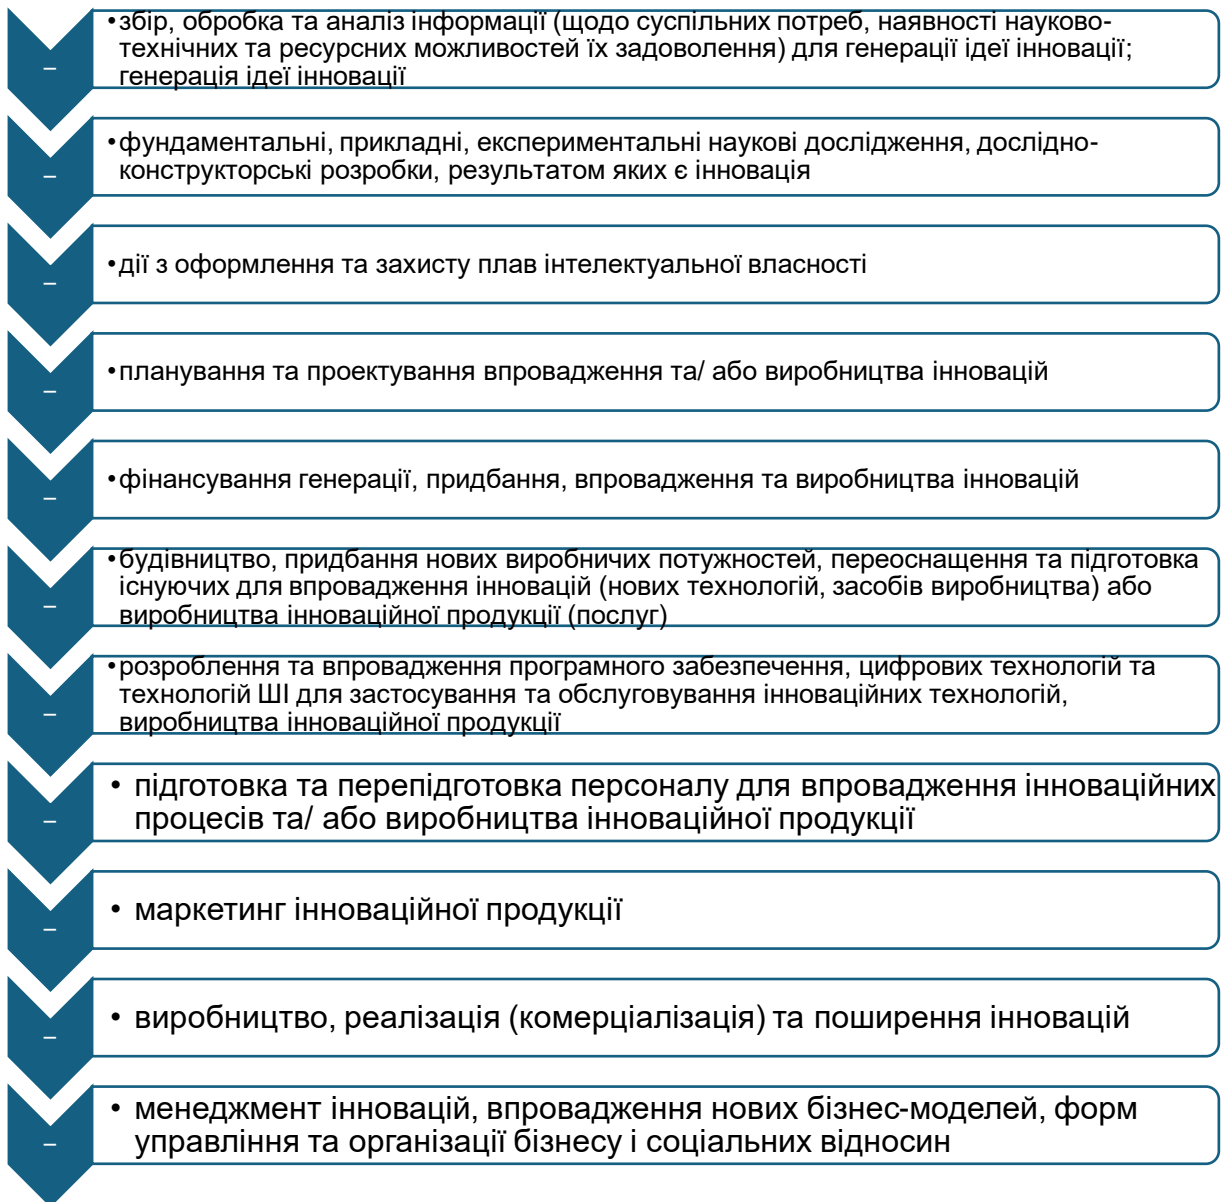 •збір, обробка та аналіз інформації (щодо суспільних потреб, наявності науково-
технічних та ресурсних можливостей їх задоволення) для генерації ідеї інновації;
генерація ідеї інновації
–
•фундаментальні, прикладні, експериментальні наукові дослідження, дослідно-
конструкторські розробки, результатом яких є інновація
–
•дії з оформлення та захисту плав інтелектуальної власності
–
•планування та проектування впровадження та/ або виробництва інновацій
–
•фінансування генерації, придбання, впровадження та виробництва інновацій
–
•будівництво, придбання нових виробничих потужностей, переоснащення та підготовка
існуючих для впровадження інновацій (нових технологій, засобів виробництва) або
виробництва інноваційної продукції (послуг)
–
•розроблення та впровадження програмного забезпечення, цифрових технологій та
технологій ШІ для застосування та обслуговування інноваційних технологій,
виробництва інноваційної продукції
–
• підготовка та перепідготовка персоналу для впровадження інноваційних
процесів та/ або виробництва інноваційної продукції
–
• маркетинг інноваційної продукції
–
• виробництво, реалізація (комерціалізація) та поширення інновацій
–
• менеджмент інновацій, впровадження нових бізнес-моделей, форм
управління та організації бізнесу і соціальних відносин
–